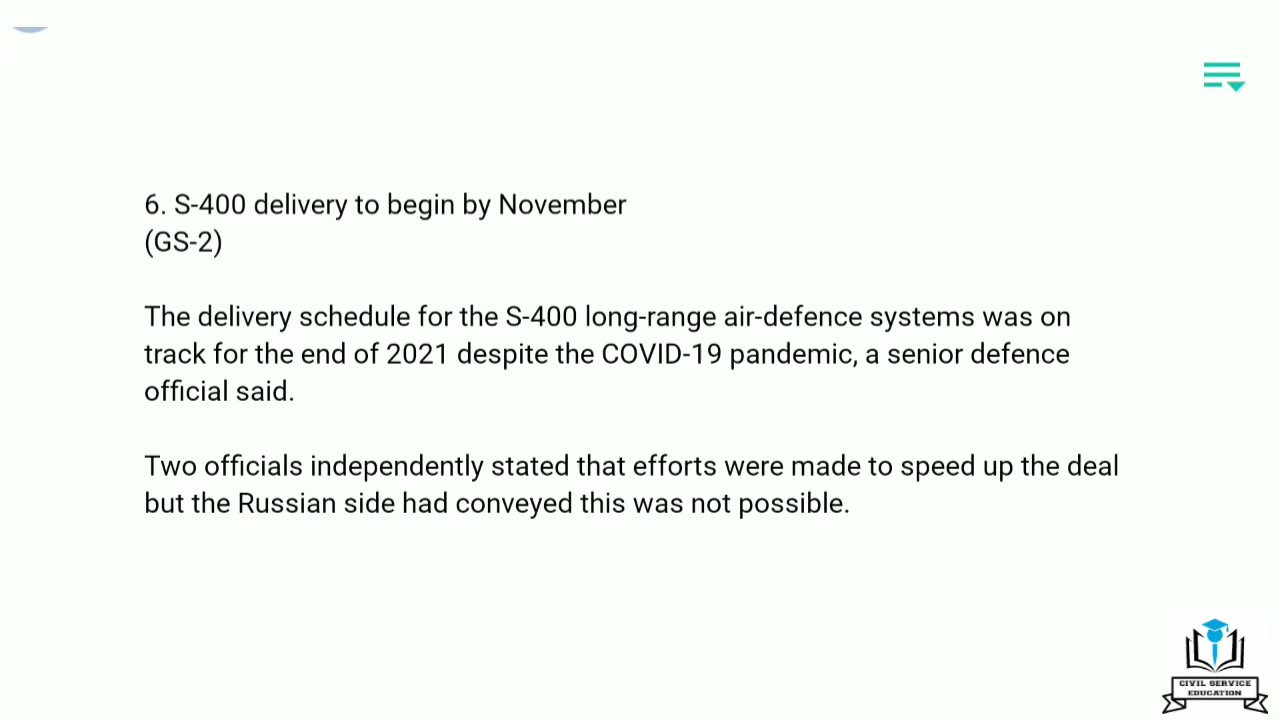 6. S-400 delivery to begin by November
(GS-2)
The delivery schedule for the S-400 long-range air-defence systems was on
track for the end of 2021 despite the COVID-19 pandemic, a senior defence
official said.
Two officials independently stated that efforts were made to speed up the deal
but the Russian side had conveyed this was not possible.
CIVIL SERVICE
EDUCATION